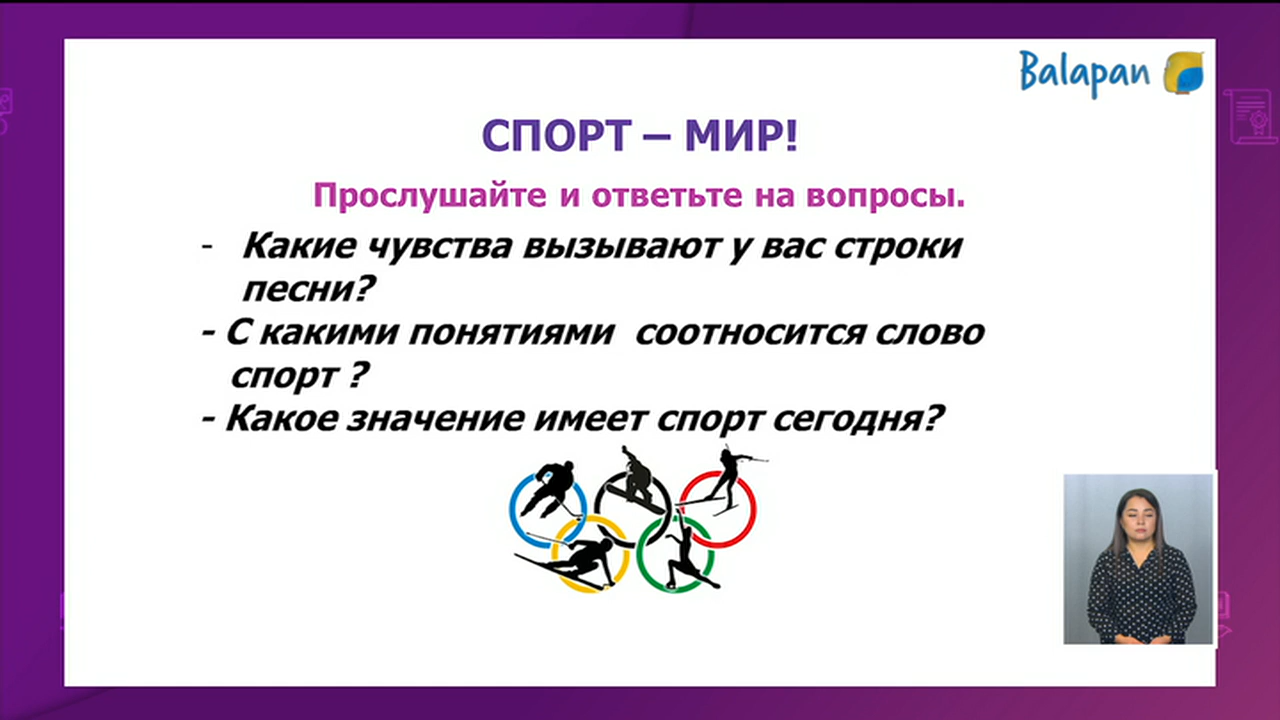 Balapan
СПОРТ – МИР!
Прослушайте и ответьте на вопросы.
- Какие чувства вызывают у вас строки
песни?
- С какими понятиями соотносится слово
спорт ?
- Какое значение имеет спорт сегодня?